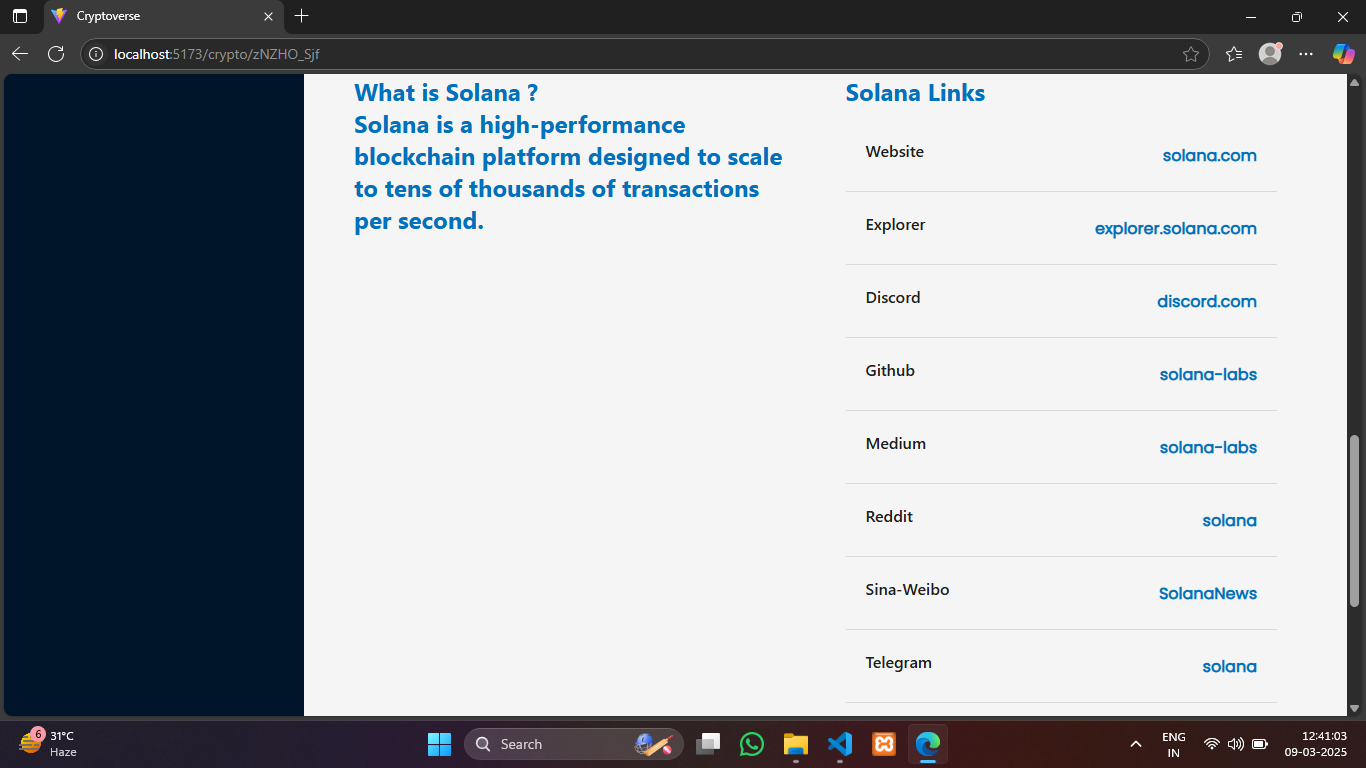 Cryptoverse
localhost:5173/crypto/zNZHO_Sjf
What is Solana ?
Solana is a high-performance
blockchain platform designed to scale
to tens of thousands of transactions
per second.
Solana Links
Website solana.com
Explorer explorer.solana.com
Discord discord.com
Github solana-labs
Medium solana-labs
Reddit solana
Sina-Weibo SolanaNews
Telegram solana
6
31°C
Haze
Search
ENG
IN
12:41:03
09-03-2025